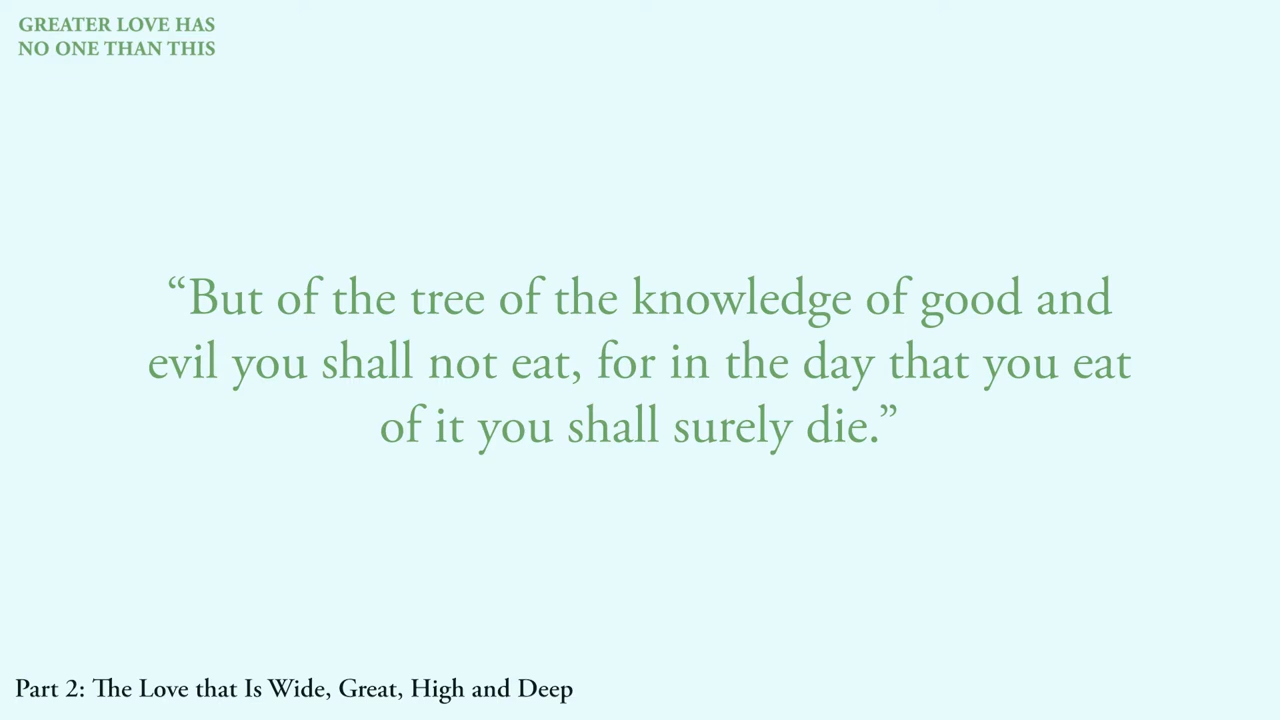 GREATER LOVE HAS
NO ONE THAN THIS
“But of the tree of the knowledge of good and
evil you shall not eat, for in the day that you eat
of it you shall surely die.”
Part 2: The Love that Is Wide, Great, High and Deep